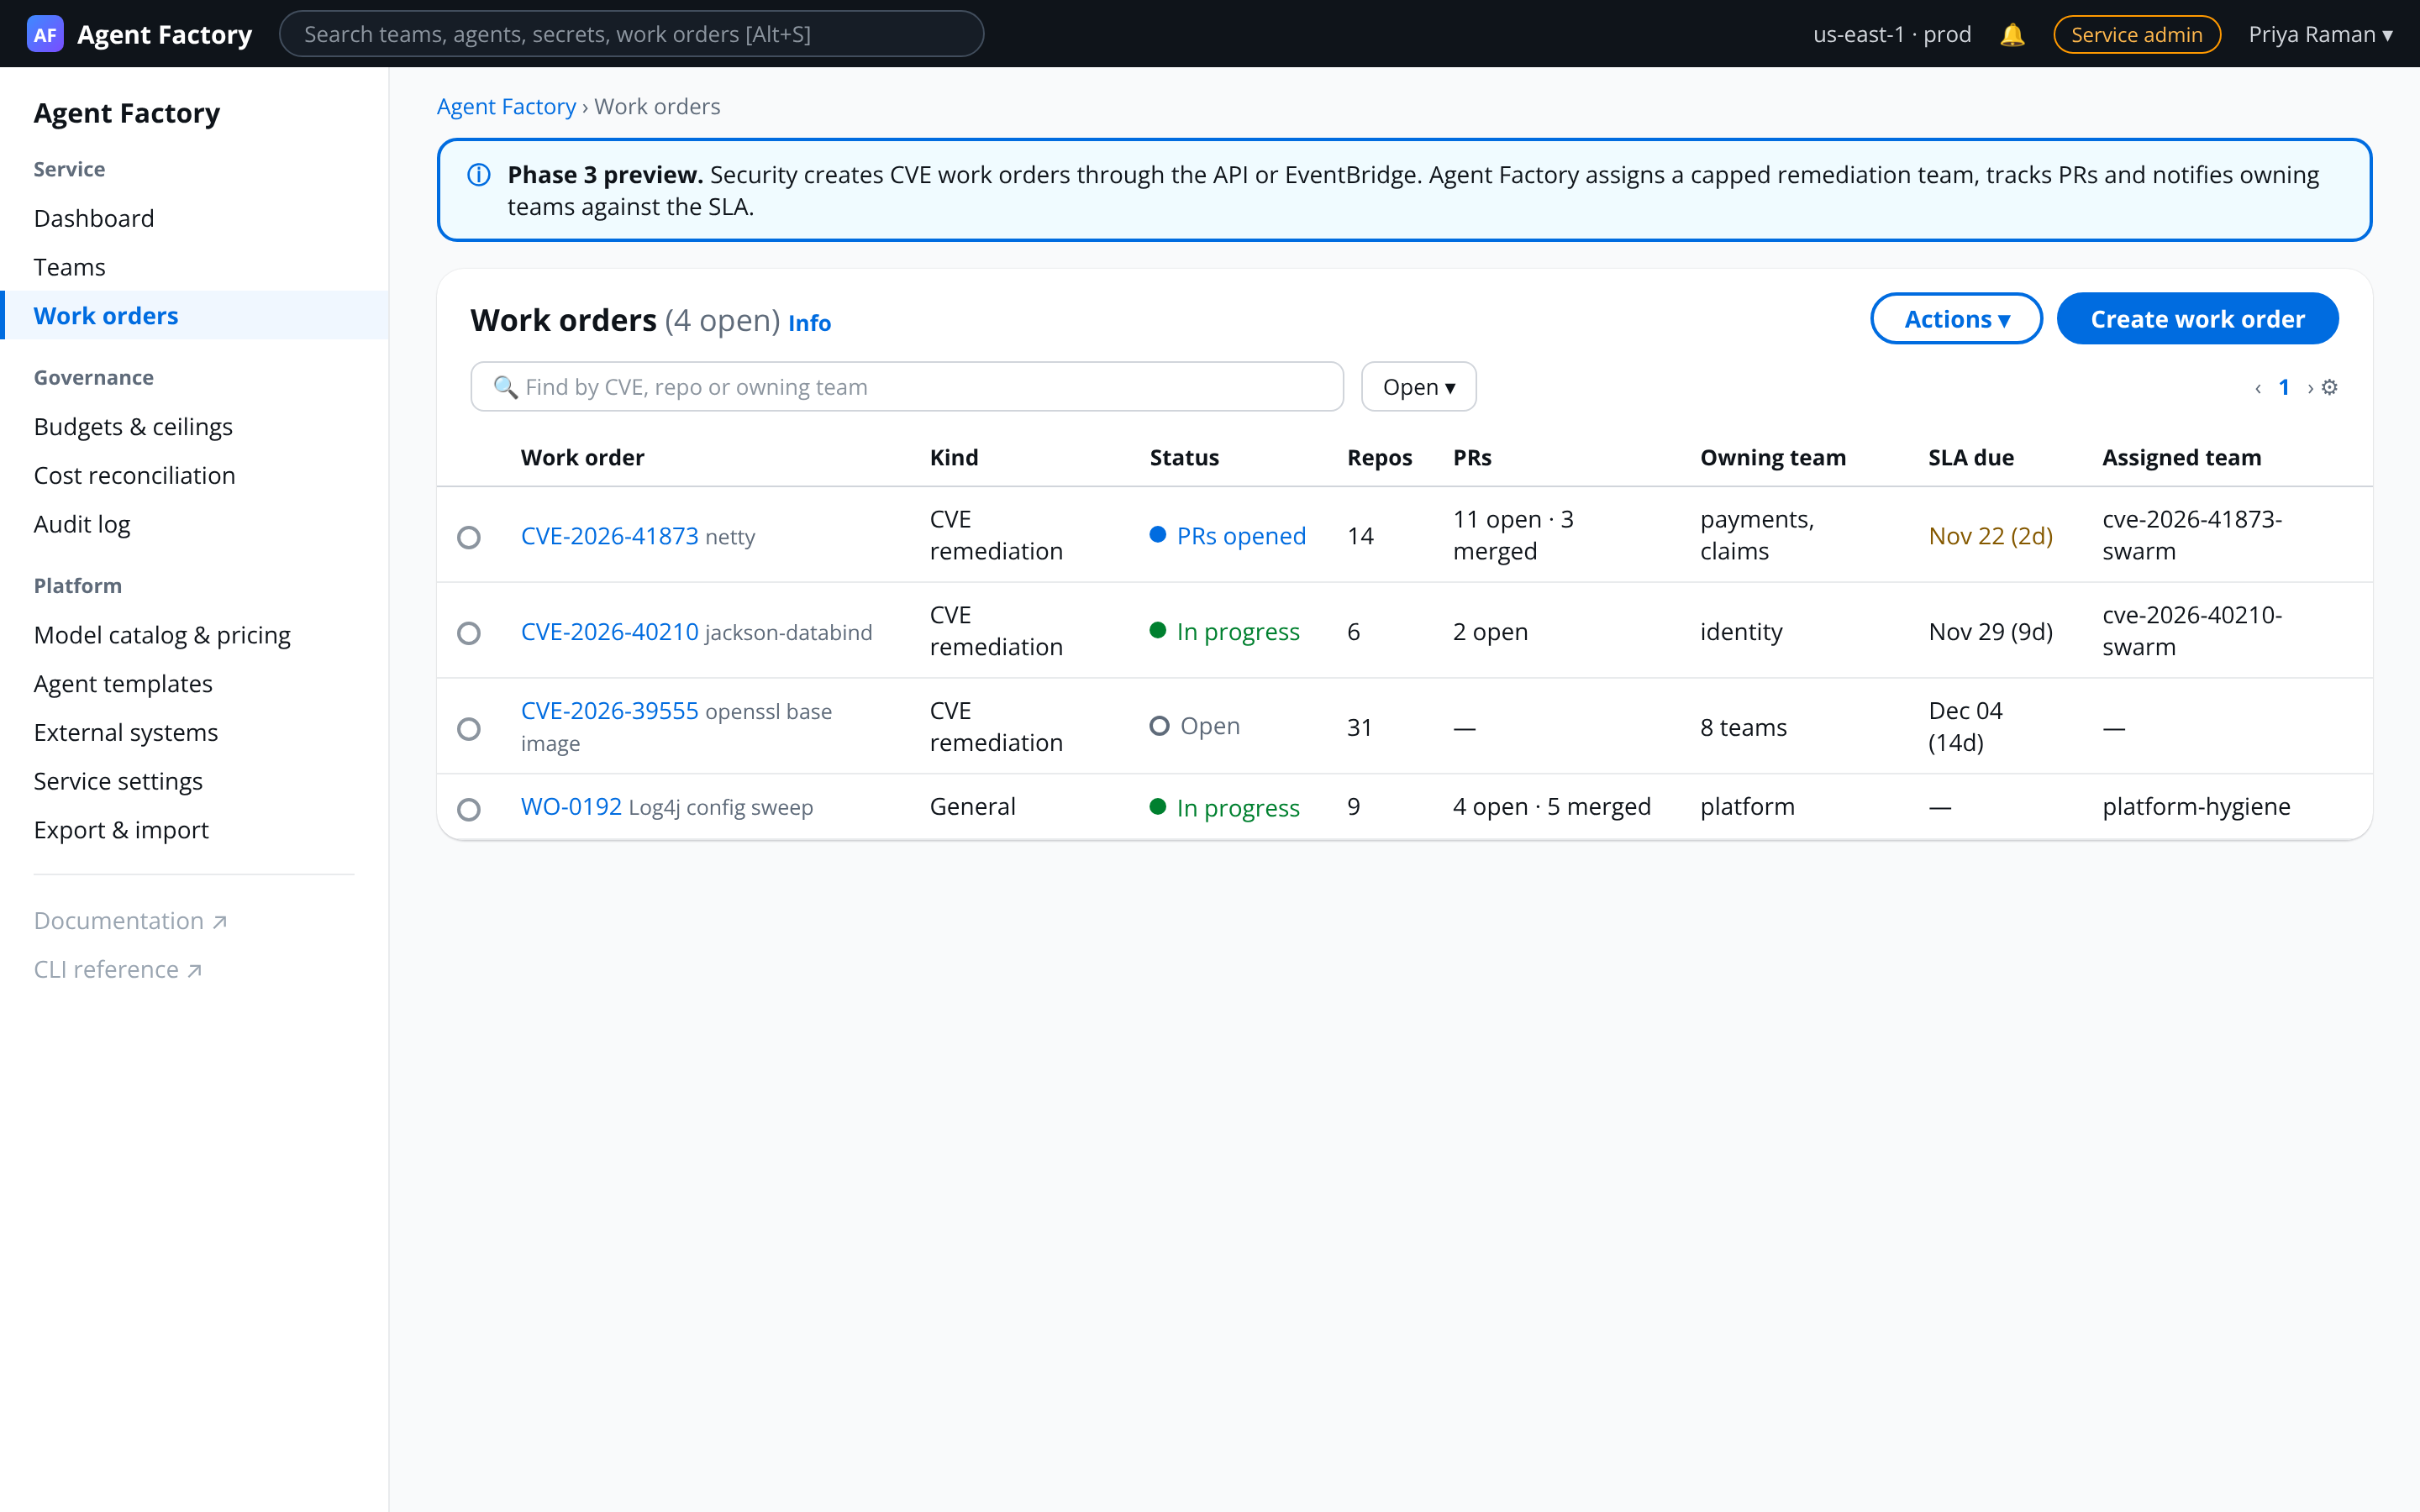 AF Agent Factory
Search teams, agents, secrets, work orders [Alt+S]
us-east-1 · prod
Service admin
Priya Raman ▾
Agent Factory
Service
Dashboard
Teams
Work orders
Governance
Budgets & ceilings
Cost reconciliation
Audit log
Platform
Model catalog & pricing
Agent templates
External systems
Service settings
Export & import
Documentation ↗
CLI reference ↗
Agent Factory › Work orders
Phase 3 preview. Security creates CVE work orders through the API or EventBridge. Agent Factory assigns a capped remediation team, tracks PRs and notifies owning
teams against the SLA.
Work orders (4 open) Info
Actions ▾
Create work order
Find by CVE, repo or owning team
Open ▾
‹ 1 ›
Work order Kind Status Repos PRs Owning team SLA due Assigned team
CVE-2026-41873 netty
CVE
remediation
PRs opened
14
11 open · 3
merged
payments,
claims
Nov 22 (2d)
cve-2026-41873-
swarm
CVE-2026-40210 jackson-databind
CVE
remediation
In progress
6
2 open
identity
Nov 29 (9d)
cve-2026-40210-
swarm
CVE-2026-39555 openssl base
image
CVE
remediation
Open
31
—
8 teams
Dec 04
(14d)
—
WO-0192 Log4j config sweep
General
In progress
9
4 open · 5 merged
platform
—
platform-hygiene